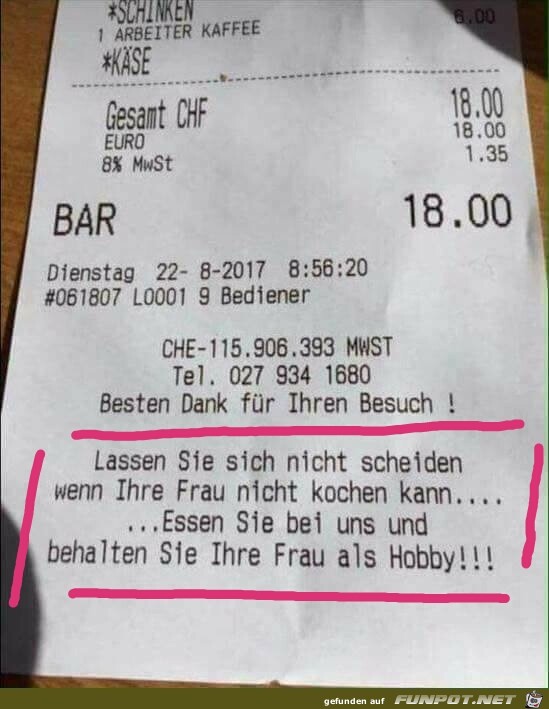 *SCHINKEN 6.00
1 ARBEITER KAFFEE
*KÄSE
Gesamt CHF 18.00
EURO 18.00
8% MwSt 1.35
BAR 18.00
Dienstag 22- 8-2017 8:56:20
#061807 L0001 9 Bediener
CHE-115.906.393 MWST
Tel. 027 934 1680
Besten Dank für Ihren Besuch !
Lassen Sie sich nicht scheiden
wenn Ihre Frau nicht kochen kann....
...Essen Sie bei uns und
behalten Sie Ihre Frau als Hobby!!!
gefunden auf FUNPOT.NET